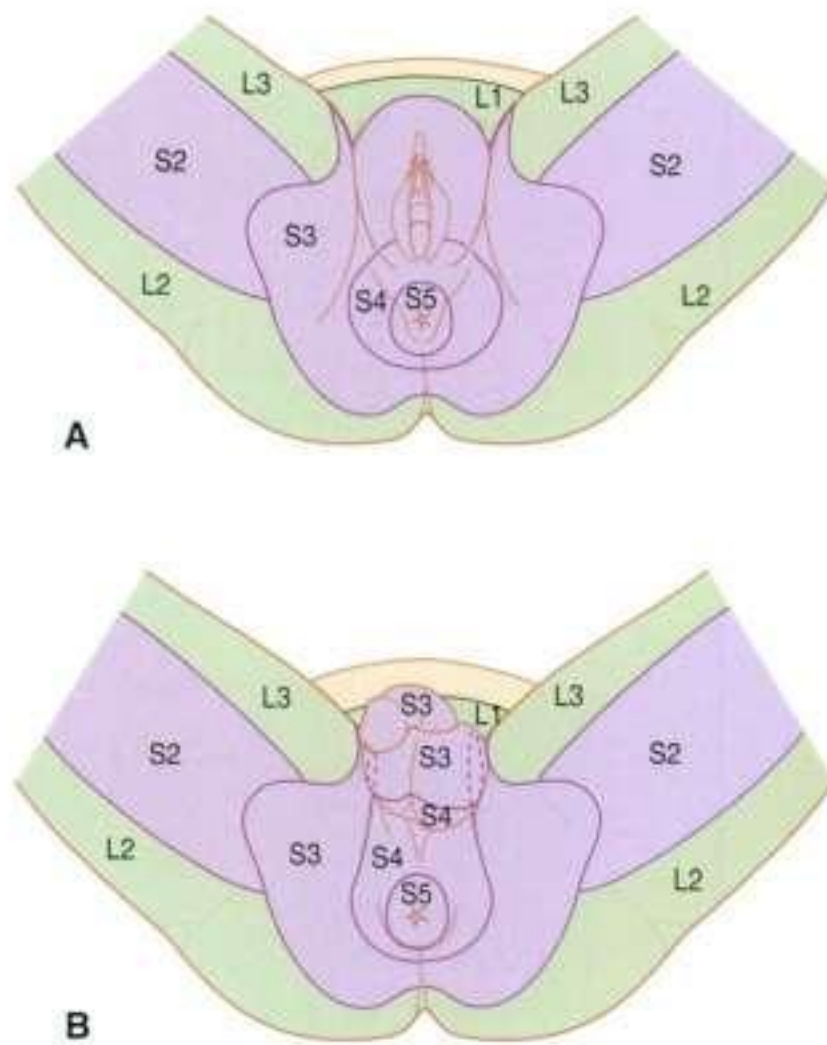 L3 L1 L3
S2 S2
S3
L2 S4 S5 L2
A
S3
L3 L1 L3
S2 S3 S2
S4
L2 S3 S4 L2
S5
B